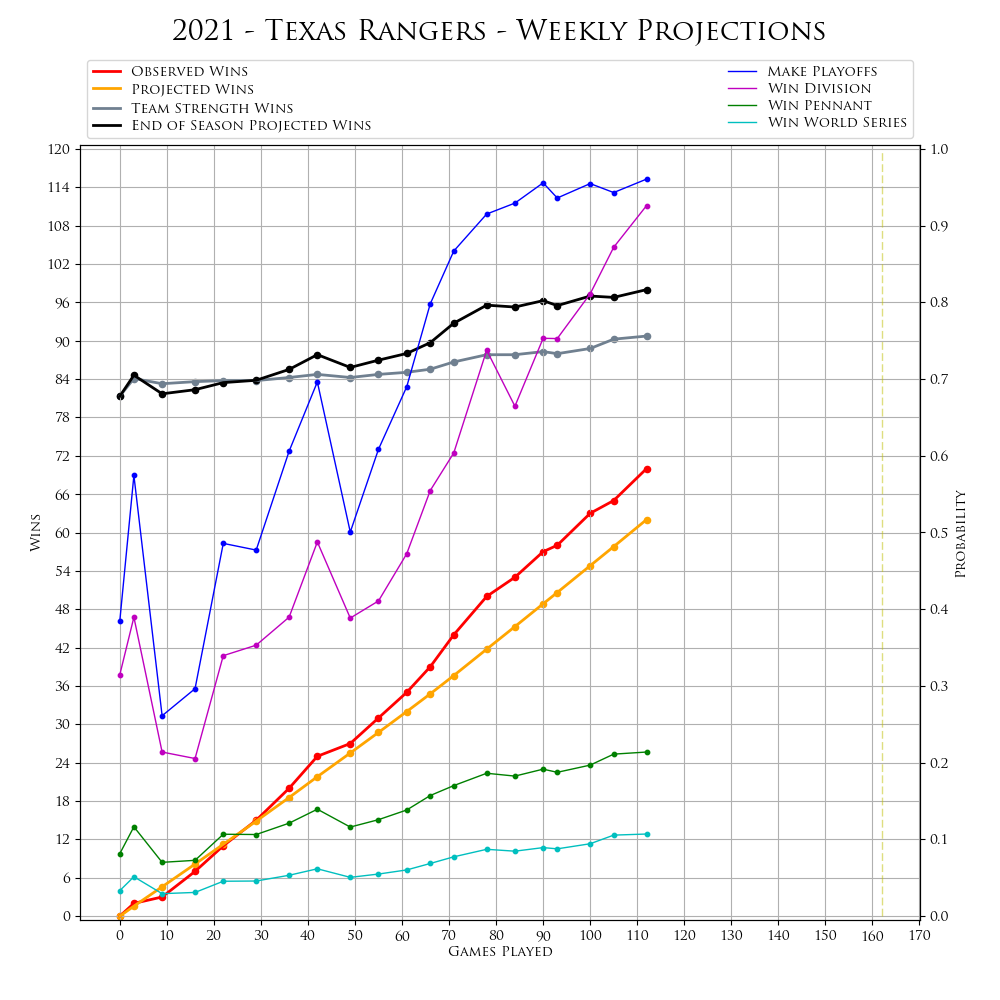 2021 - Texas Rangers - Weekly Projections
Observed Wins
Projected Wins
Team Strength Wins
End of Season Projected Wins
Make Playoffs
Win Division
Win Pennant
Win World Series
120
114
108
102
96
90
84
78
72
66
60
54
48
42
36
30
24
18
12
6
0
Wins
1.0
0.9
0.8
0.7
0.6
0.5
0.4
0.3
0.2
0.1
0.0
Probability
0 10 20 30 40 50 60 70 80 90 100 110 120 130 140 150 160 170
Games Played